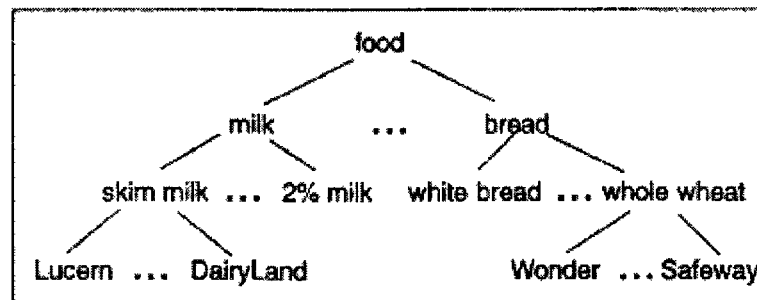 food
milk ... bread
skim milk ... 2% milk white bread ... whole wheat
Lucern ... DairyLand Wonder ... Safeway